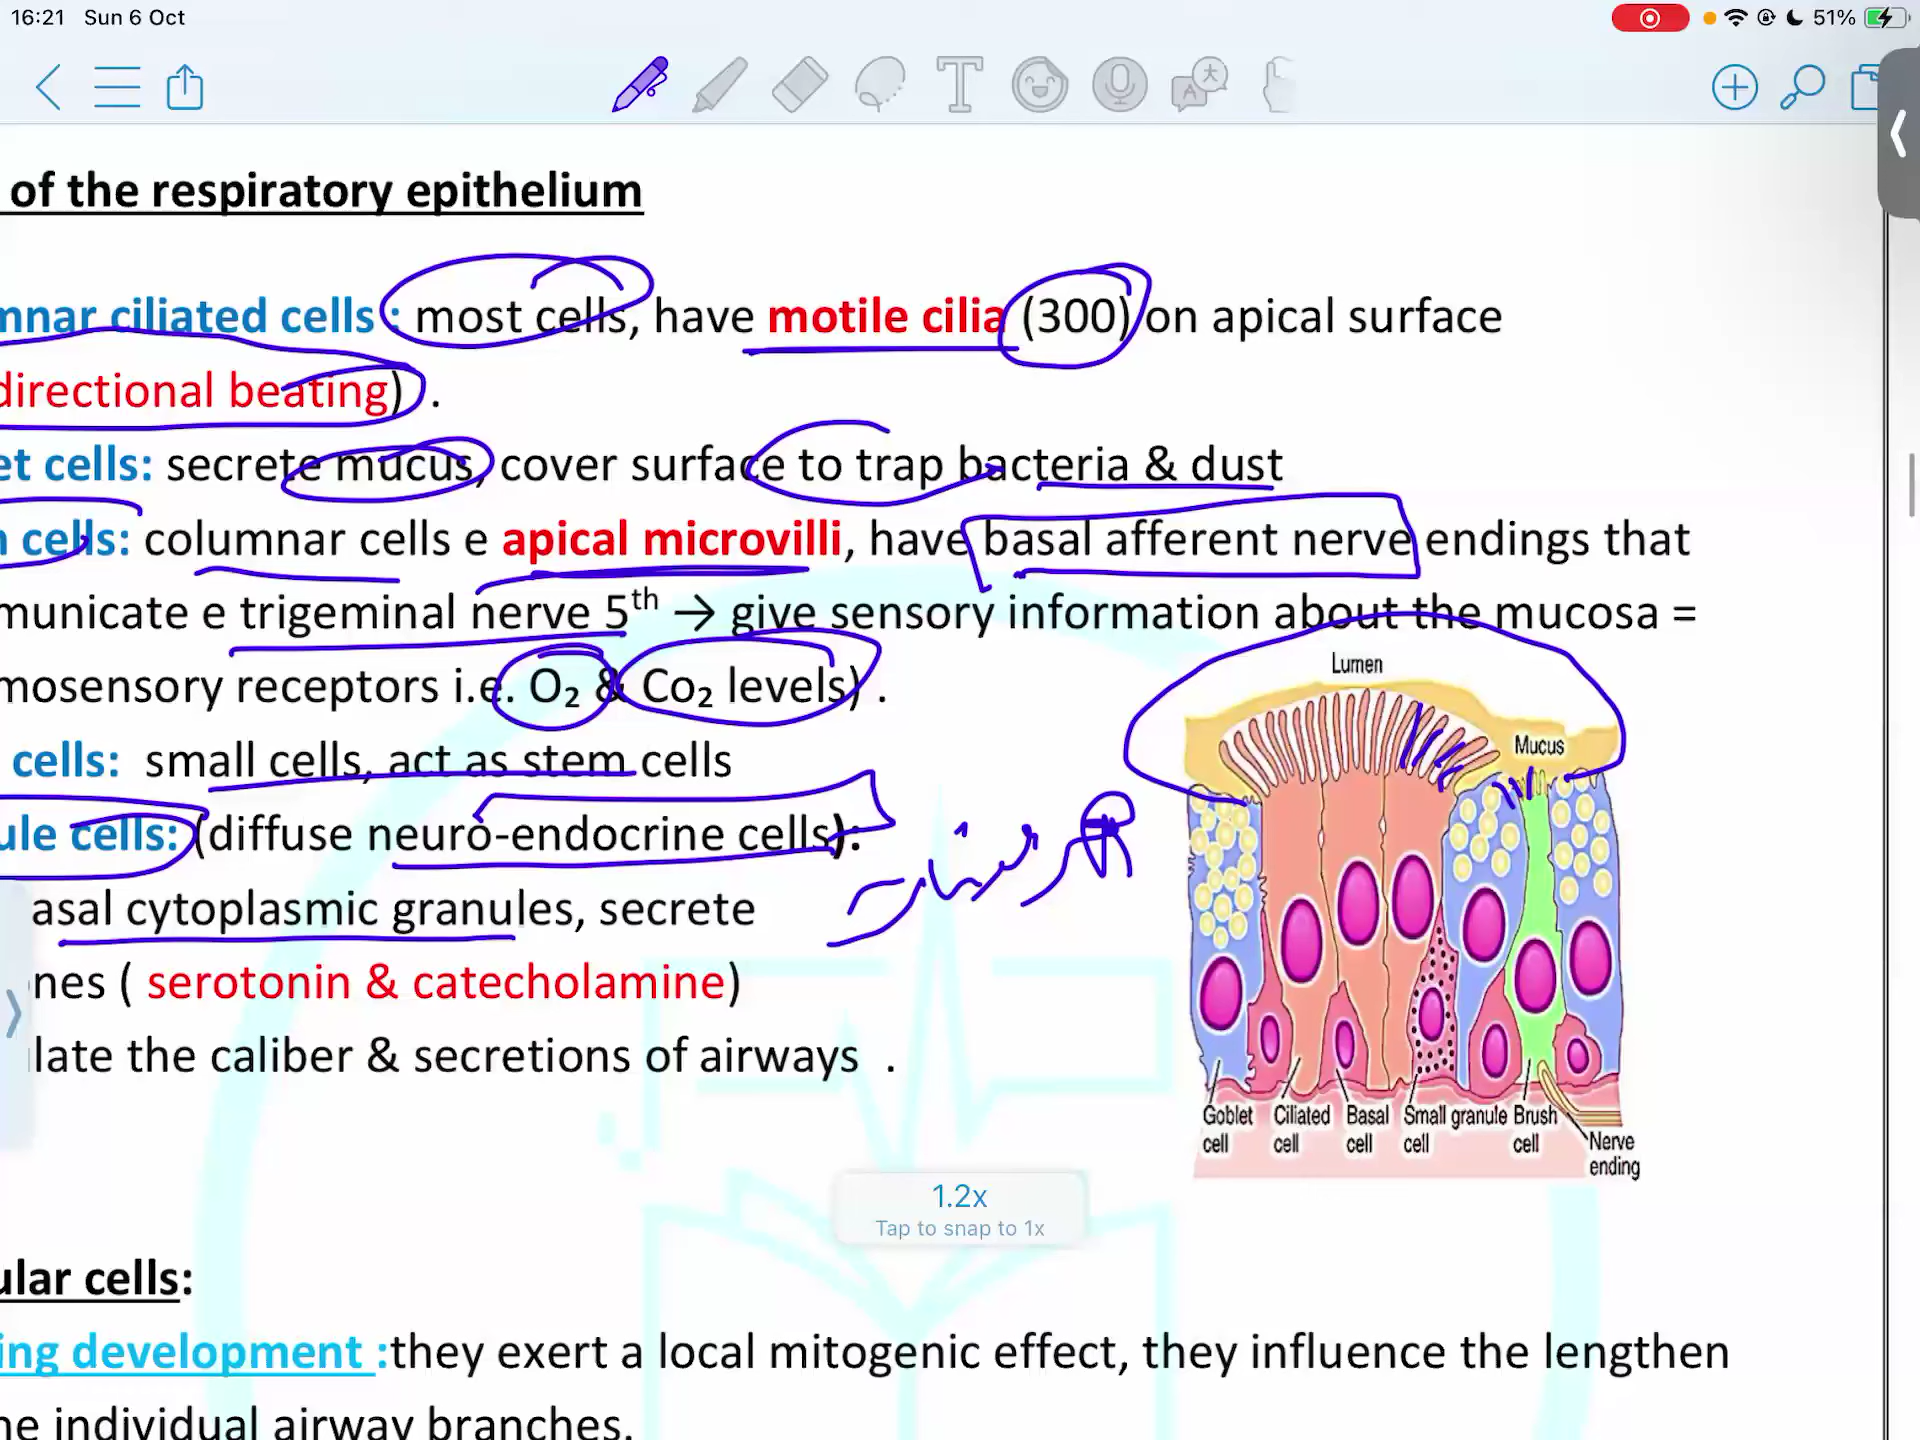 16:21 Sun 6 Oct 51%
of the respiratory epithelium
mnar ciliated cells : most cells, have motile cilia (300) on apical surface
directional beating) .
et cells: secrete mucus, cover surface to trap bacteria & dust
cells: columnar cells e apical microvilli, have basal afferent nerve endings that
municate e trigeminal nerve 5th → give sensory information about the mucosa =
mosensory receptors i.e. O₂ & Co₂ levels) .
cells: small cells, act as stem cells
ule cells: (diffuse neuro-endocrine cells):
asal cytoplasmic granules, secrete
nes ( serotonin & catecholamine)
late the caliber & secretions of airways .
Lumen
Mucus
Goblet cell
Ciliated cell
Basal cell
Small granule cell
Brush cell
Nerve ending
1.2x
Tap to snap to 1x
ular cells:
ing development :they exert a local mitogenic effect, they influence the lengthen
he individual airway branches.